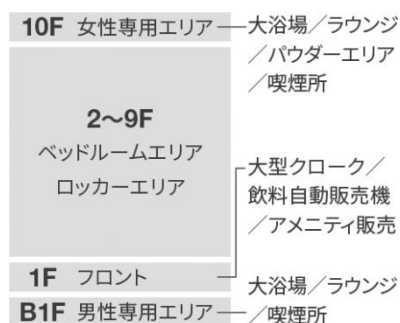 10F 女性専用エリア
大浴場／ラウンジ
／パウダーエリア
／喫煙所
2～9F
ベッドルームエリア
ロッカーエリア
大型クローク／
飲料自動販売機
／アメニティ販売
1F フロント
B1F 男性専用エリア
大浴場／ラウンジ
／喫煙所